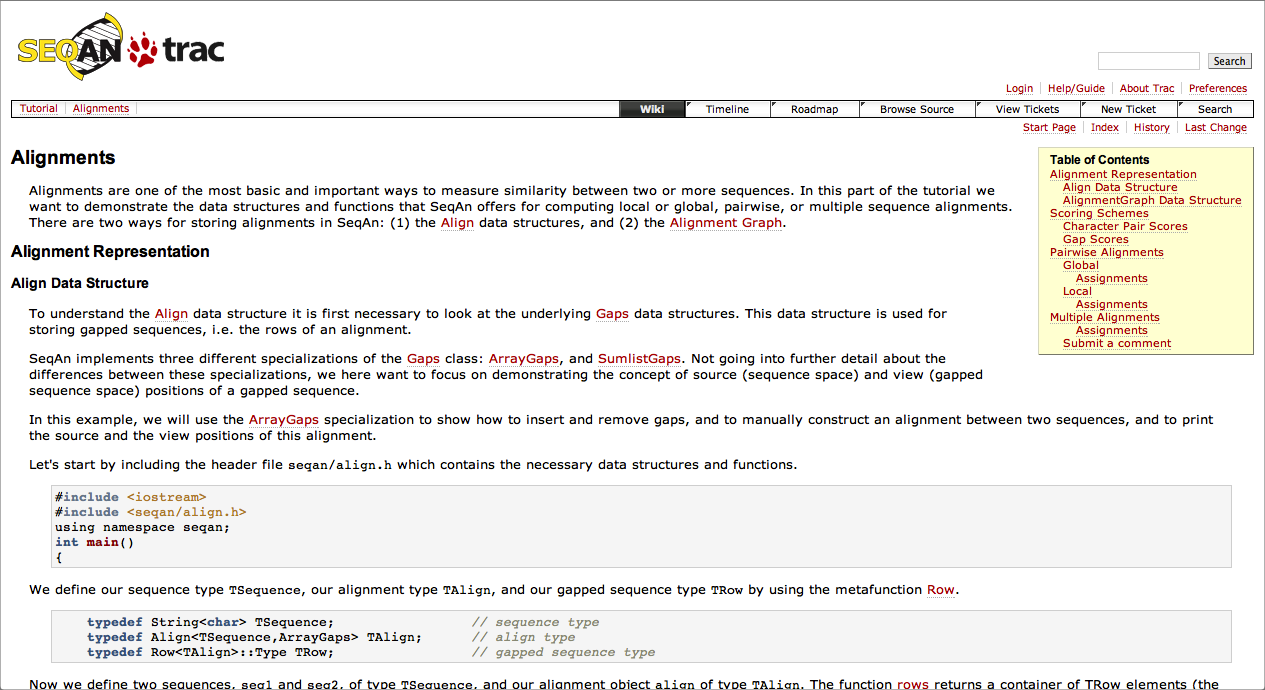 SEQAN trac
Search
Login Help/Guide About Trac Preferences
Tutorial Alignments Wiki Timeline Roadmap Browse Source View Tickets New Ticket Search
Start Page Index History Last Change
Alignments
Alignments are one of the most basic and important ways to measure similarity between two or more sequences. In this part of the tutorial we
want to demonstrate the data structures and functions that SeqAn offers for computing local or global, pairwise, or multiple sequence alignments.
There are two ways for storing alignments in SeqAn: (1) the Align data structures, and (2) the Alignment Graph.
Table of Contents
Alignment Representation
Align Data Structure
AlignmentGraph Data Structure
Scoring Schemes
Character Pair Scores
Gap Scores
Pairwise Alignments
Global
Assignments
Local
Assignments
Multiple Alignments
Assignments
Submit a comment
Alignment Representation
Align Data Structure
To understand the Align data structure it is first necessary to look at the underlying Gaps data structures. This data structure is used for
storing gapped sequences, i.e. the rows of an alignment.
SeqAn implements three different specializations of the Gaps class: ArrayGaps, and SumlistGaps. Not going into further detail about the
differences between these specializations, we here want to focus on demonstrating the concept of source (sequence space) and view (gapped
sequence space) positions of a gapped sequence.
In this example, we will use the ArrayGaps specialization to show how to insert and remove gaps, and to manually construct an alignment between two sequences, and to print
the source and the view positions of this alignment.
Let's start by including the header file seqan/align.h which contains the necessary data structures and functions.
#include <iostream>
#include <seqan/align.h>
using namespace seqan;
int main()
{
We define our sequence type TSequence, our alignment type TAlign, and our gapped sequence type TRow by using the metafunction Row.
typedef String<char> TSequence; // sequence type
typedef Align<TSequence,ArrayGaps> TAlign; // align type
typedef Row<TAlign>::Type TRow; // gapped sequence type
Now we define two sequences, seq1 and seq2, of type TSequence, and our alignment object align of type TAlign. The function rows returns a container of TRow elements (the